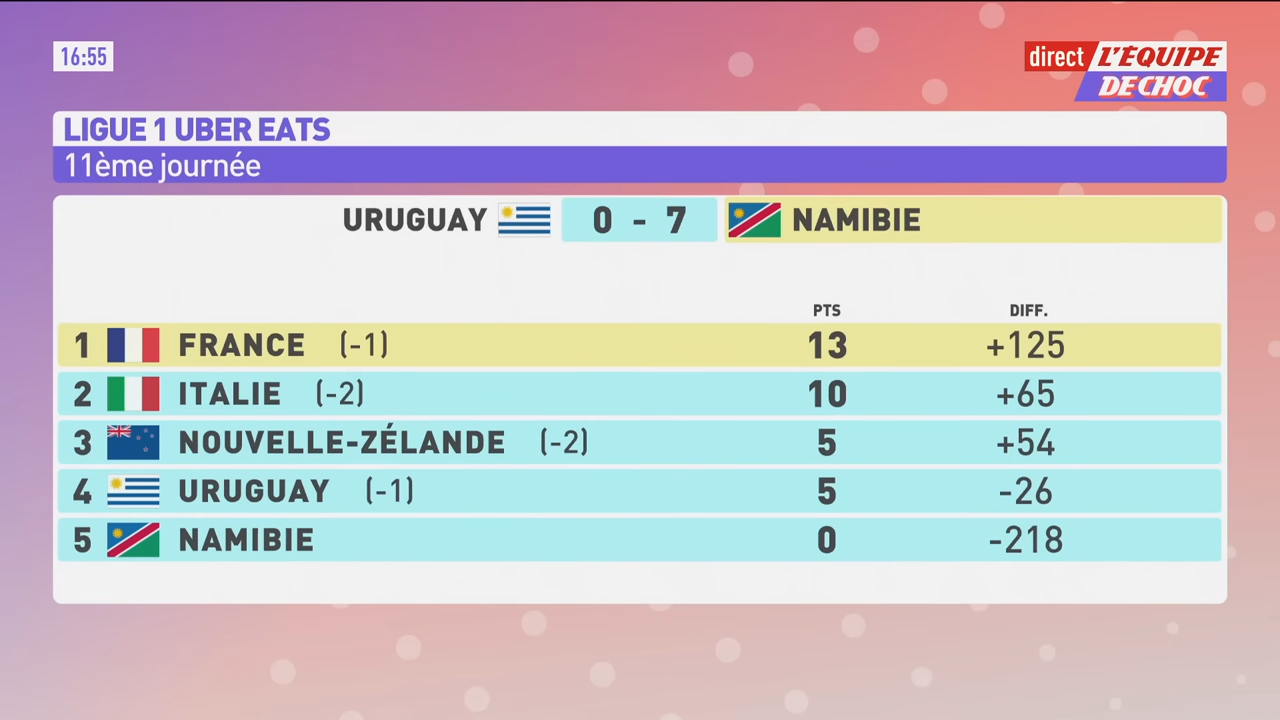 16:55
direct L'ÉQUIPE
DE CHOC
LIGUE 1 UBER EATS
11ème journée
URUGUAY 0 - 7 NAMIBIE
PTS DIFF.
1 FRANCE (-1) 13 +125
2 ITALIE (-2) 10 +65
3 NOUVELLE-ZÉLANDE (-2) 5 +54
4 URUGUAY (-1) 5 -26
5 NAMIBIE 0 -218